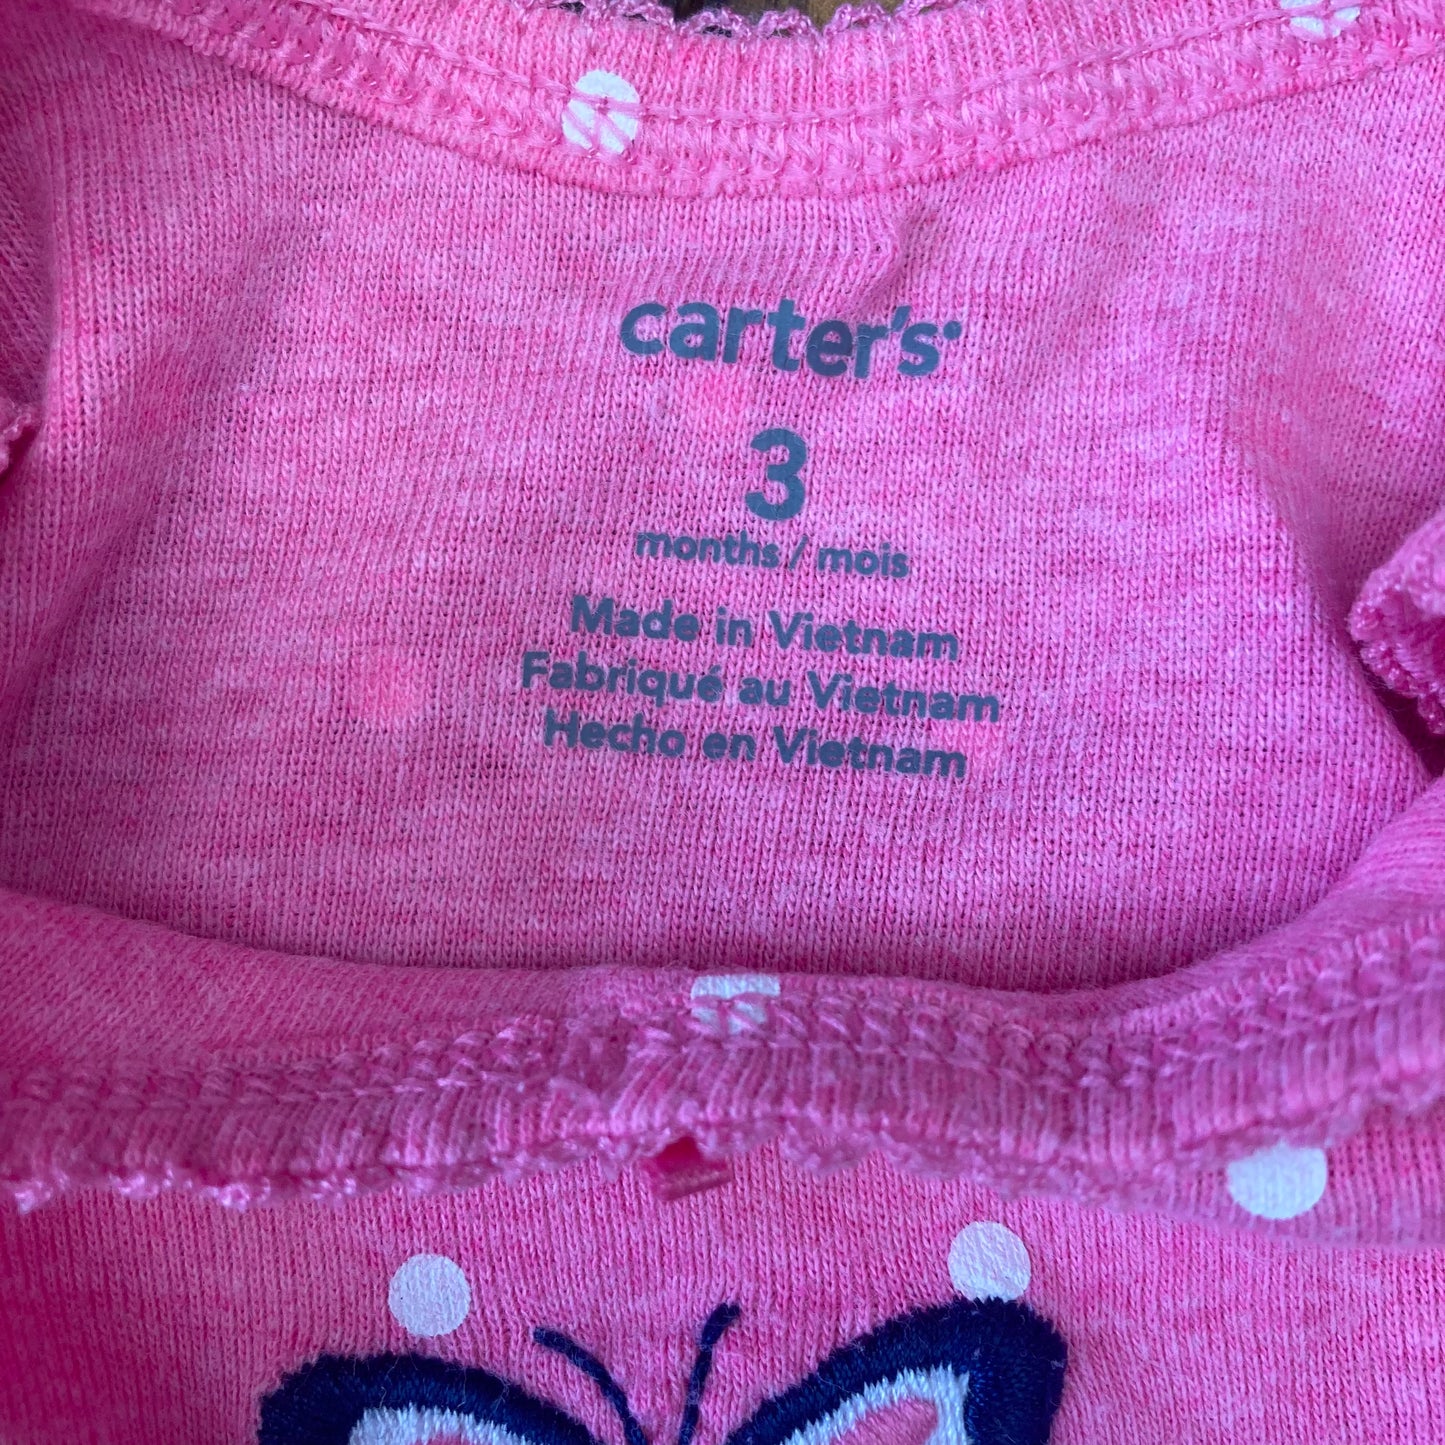 carter's
3
months / mois
Made in Vietnam
Fabriqué au Vietnam
Hecho en Vietnam